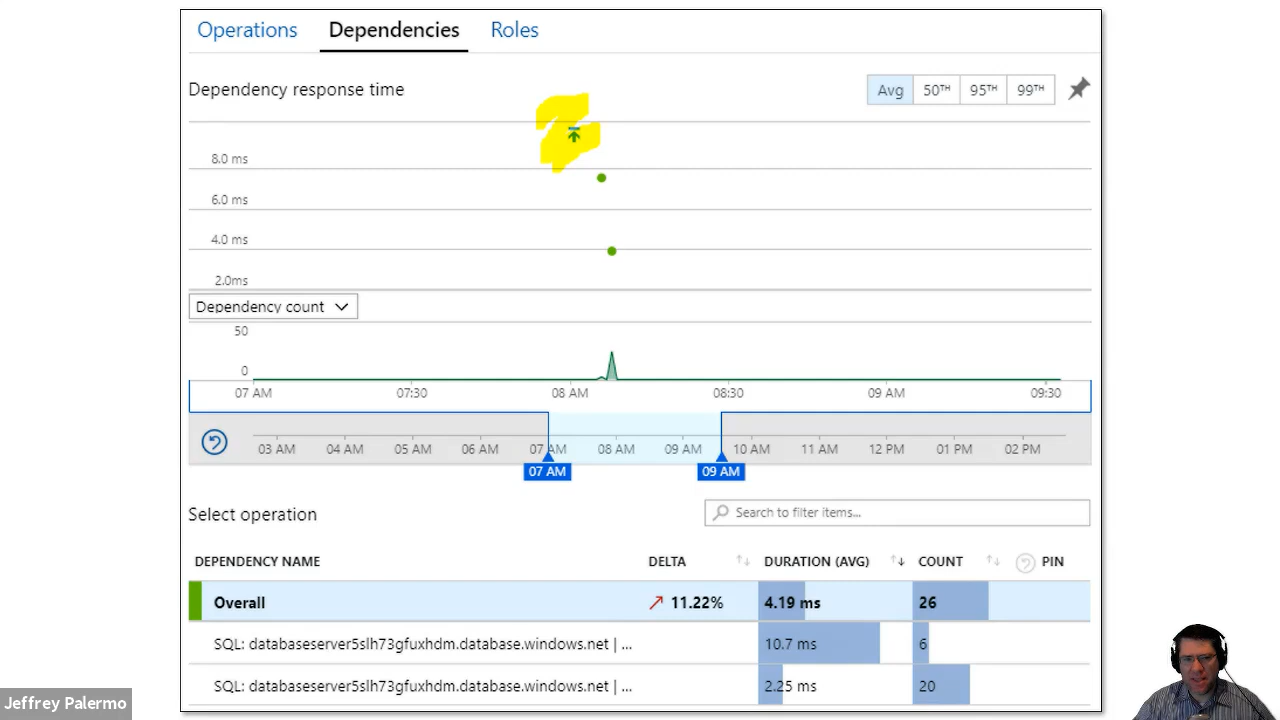 Operations Dependencies Roles
Dependency response time Avg 50TH 95TH 99TH
8.0 ms
6.0 ms
4.0 ms
2.0ms
Dependency count
50
0
07 AM 07:30 08 AM 08:30 09 AM 09:30
03 AM 04 AM 05 AM 06 AM 07 AM 08 AM 09 AM 10 AM 11 AM 12 PM 01 PM 02 PM
07 AM 09 AM
Select operation Search to filter items...
DEPENDENCY NAME DELTA DURATION (AVG) COUNT PIN
Overall 11.22% 4.19 ms 26
SQL: databaseserver5slh73gfuxhdm.database.windows.net | ... 10.7 ms 6
SQL: databaseserver5slh73gfuxhdm.database.windows.net | ... 2.25 ms 20
Jeffrey Palermo